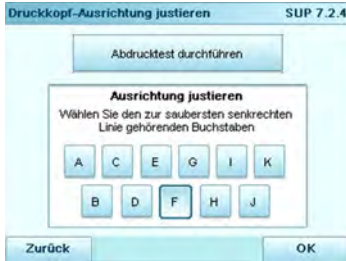 Druckkopf-Ausrichtung justieren SUP 7.2.4
Abdrucktest durchführen
Ausrichtung justieren
Wählen Sie den zur saubersten senkrechten
Linie gehörenden Buchstaben
A C E G I K
B D F H J
Zurück OK